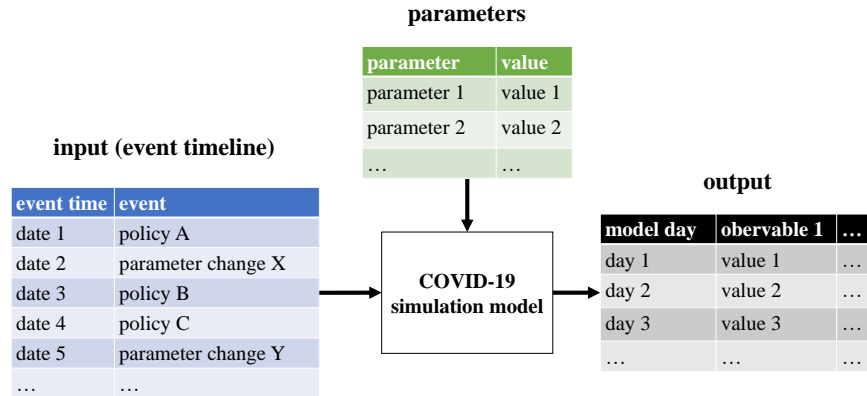 parameters
parameter value
parameter 1 value 1
parameter 2 value 2
… …
input (event timeline)
event time event
date 1 policy A
date 2 parameter change X
date 3 policy B
date 4 policy C
date 5 parameter change Y
… …
COVID-19
simulation model
output
model day obervable 1 …
day 1 value 1 …
day 2 value 2 …
day 3 value 3 …
… … …